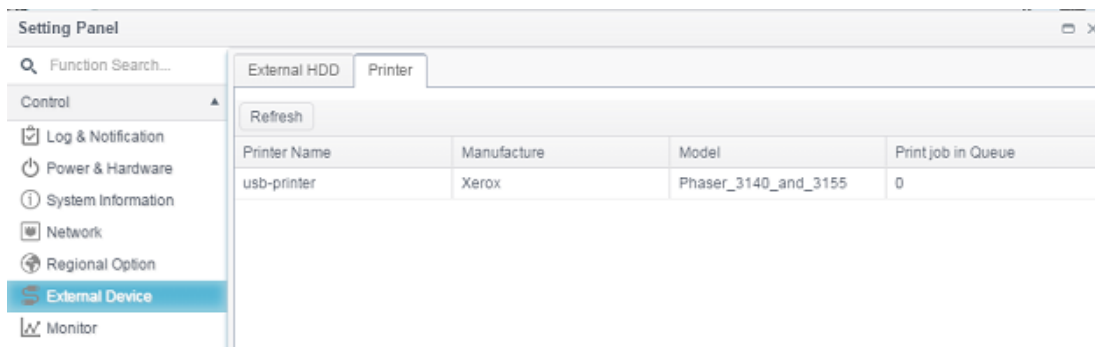 Setting Panel
Function Search...
External HDD Printer
Control
Refresh
Log & Notification
Printer Name Manufacture Model Print job in Queue
Power & Hardware
usb-printer Xerox Phaser_3140_and_3155 0
System Information
Network
Regional Option
External Device
Monitor